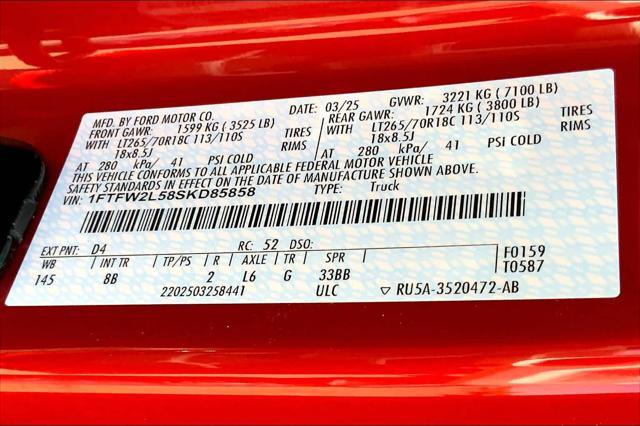 MFD. BY FORD MOTOR CO. DATE: 03/25 GVWR: 3221 KG ( 7100 LB)
FRONT GAWR: 1599 KG ( 3525 LB) REAR GAWR: 1724 KG ( 3800 LB)
WITH LT265/70R18C 113/110S TIRES WITH LT265/70R18C 113/110S TIRES
18x8.5J RIMS 18x8.5J RIMS
AT 280 kPa/ 41 PSI COLD AT 280 kPa/ 41 PSI COLD
THIS VEHICLE CONFORMS TO ALL APPLICABLE FEDERAL MOTOR VEHICLE
SAFETY STANDARDS IN EFFECT ON THE DATE OF MANUFACTURE SHOWN ABOVE.
VIN: 1FTFW2L58SKD85858 TYPE: Truck
EXT PNT: D4 RC: 52 DSO: F0159
WB INT TR TP/PS R AXLE TR SPR T0587
145 8B 2 L6 G 33BB
2202503258441 ULC ▽ RU5A-3520472-AB